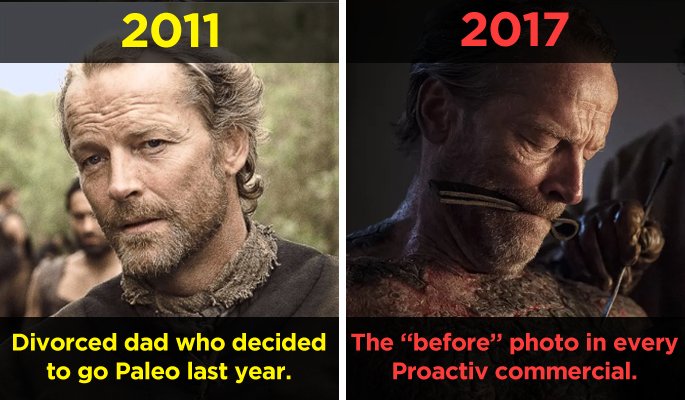 2011
Divorced dad who decided
to go Paleo last year.
2017
The “before” photo in every
Proactiv commercial.